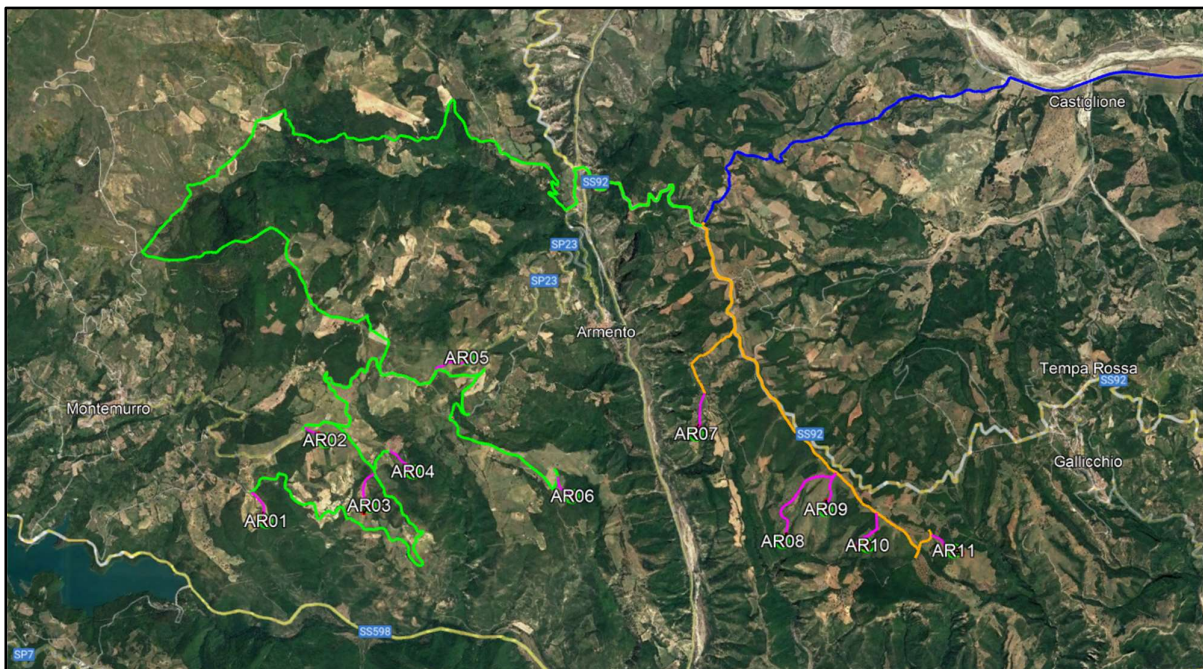 Castiglione
SS92
SP23
SP23
Armento
AR05
Tempa Rossa
SS92
Montemurro
AR02
AR07
SS92
Gallicchio
AR04
AR03
AR06
AR01
AR09
AR08
AR10
AR11
SS598
SP7